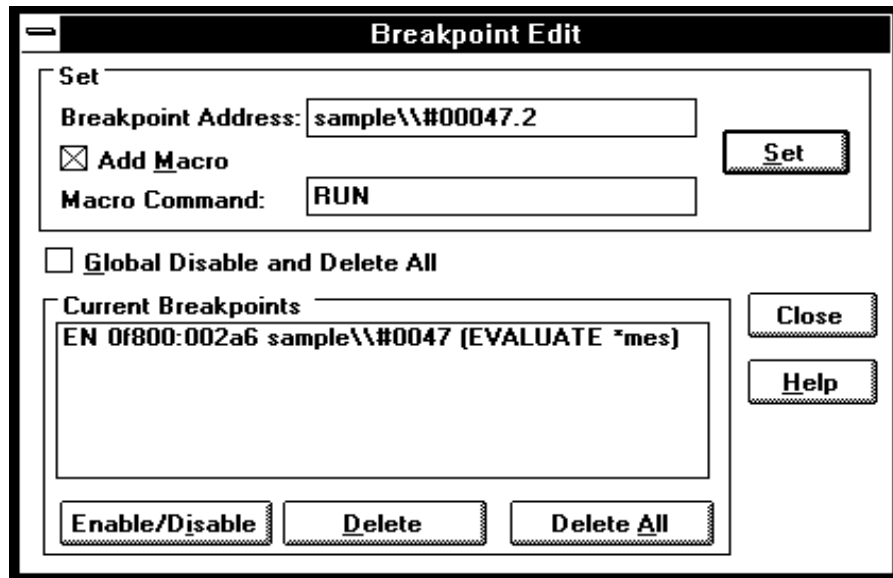 Breakpoint Edit
Set
Breakpoint Address: sample\\#00047.2
Set
Add Macro
Macro Command: RUN
Global Disable and Delete All
Current Breakpoints
EN 0f800:002a6 sample\\#0047 (EVALUATE *mes)
Close
Help
Enable/Disable Delete Delete All